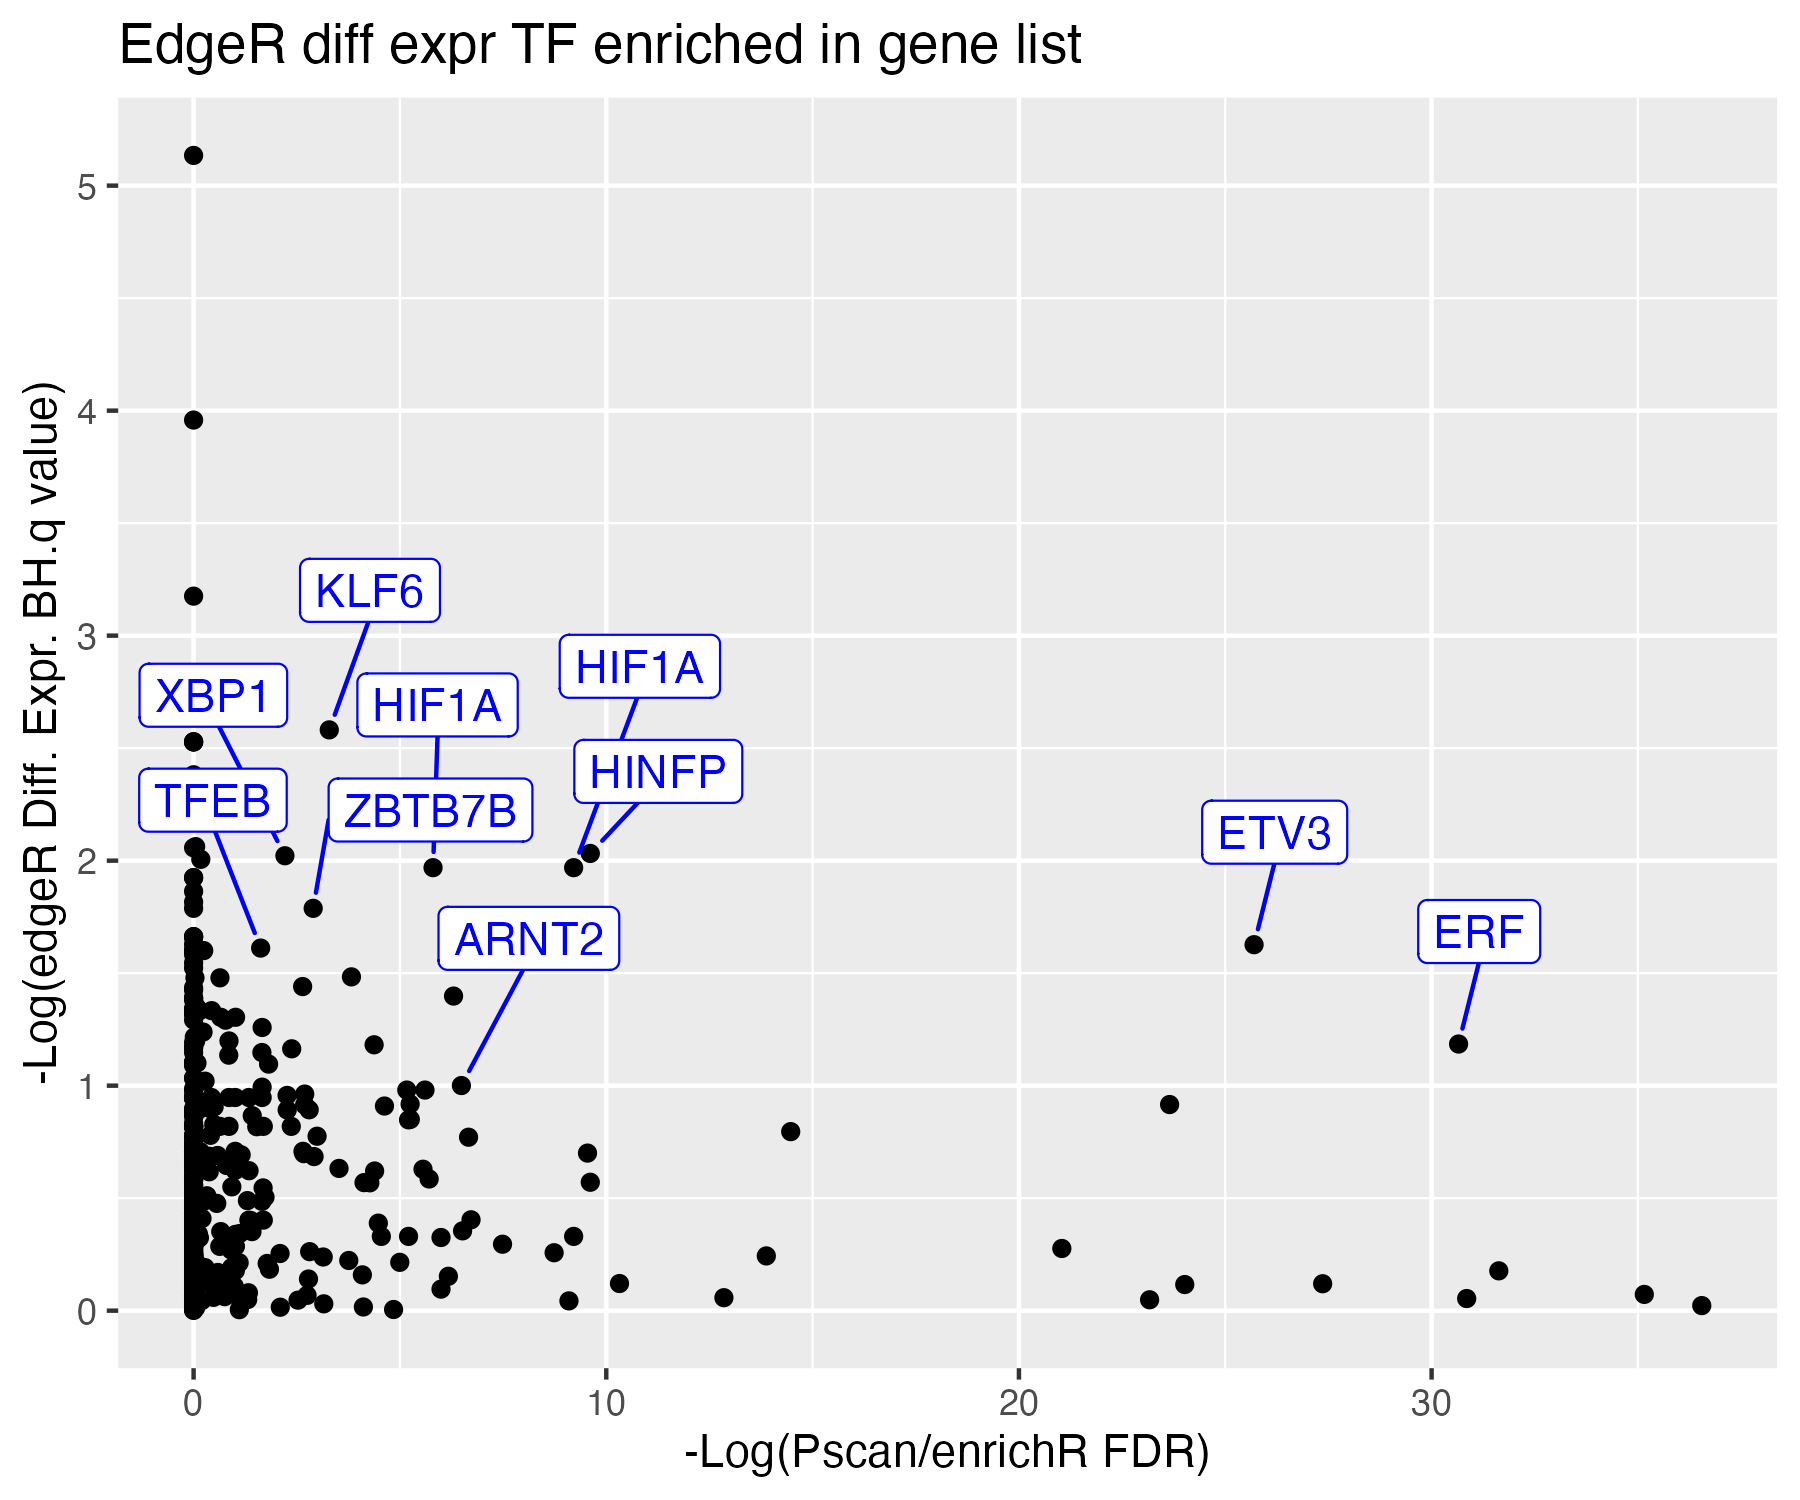 EdgeR diff expr TF enriched in gene list
-Log(edgeR Diff. Expr. BH.q value)
5
4
3
2
1
0
KLF6
HIF1A
XBP1
HIF1A
HINFP
TFEB
ZBTB7B
ETV3
ERF
ARNT2
0
10
20
30
-Log(Pscan/enrichR FDR)